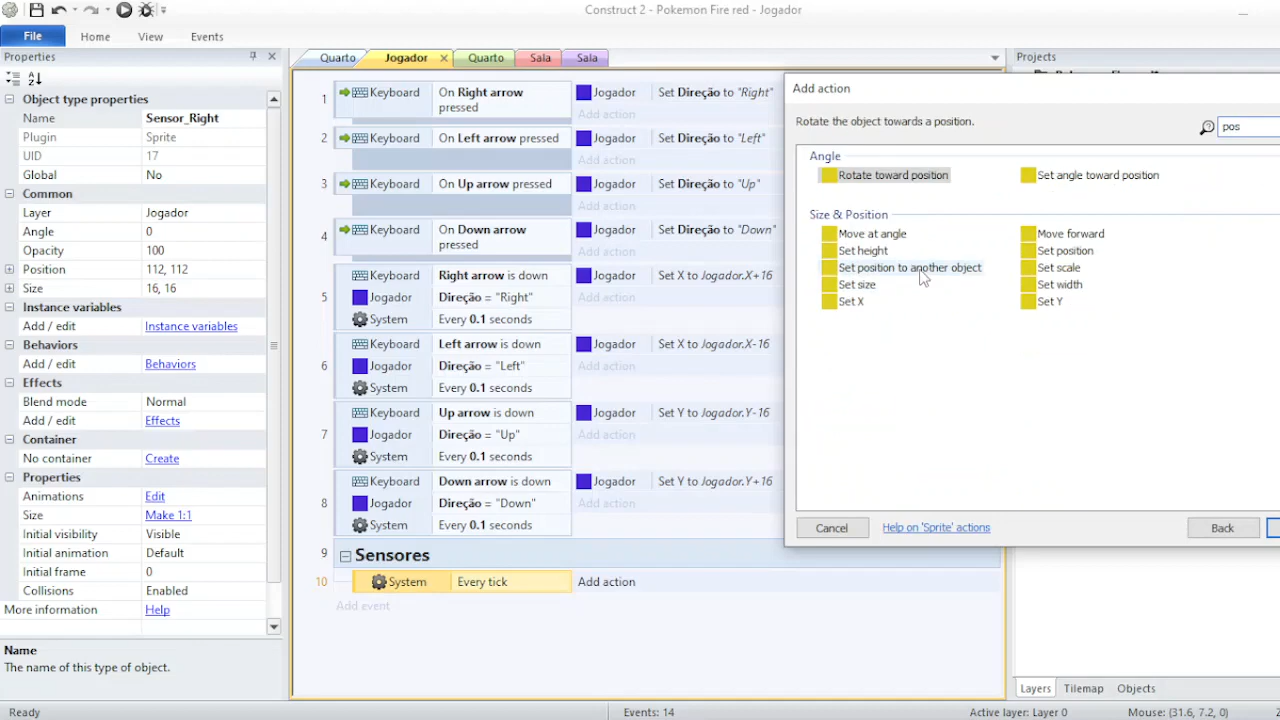 Construct 2 - Pokemon Fire red - Jogador
File Home View Events
Properties
Object type properties
Name Sensor_Right
Plugin Sprite
UID 17
Global No
Common
Layer Jogador
Angle 0
Opacity 100
Position 112, 112
Size 16, 16
Instance variables
Add / edit Instance variables
Behaviors
Add / edit Behaviors
Effects
Blend mode Normal
Add / edit Effects
Container
No container Create
Properties
Animations Edit
Size Make 1:1
Initial visibility Visible
Initial animation Default
Initial frame 0
Collisions Enabled
More information Help
Name
The name of this type of object.
Quarto Jogador Quarto Sala Sala
1 Keyboard On Right arrow pressed Jogador Set Direção to "Right"
Add action
2 Keyboard On Left arrow pressed Jogador Set Direção to "Left"
Add action
3 Keyboard On Up arrow pressed Jogador Set Direção to "Up"
Add action
4 Keyboard On Down arrow pressed Jogador Set Direção to "Down"
Add action
5 Keyboard Right arrow is down Jogador Set X to Jogador.X+16
Jogador Direção = "Right" Add action
System Every 0.1 seconds
6 Keyboard Left arrow is down Jogador Set X to Jogador.X-16
Jogador Direção = "Left" Add action
System Every 0.1 seconds
7 Keyboard Up arrow is down Jogador Set Y to Jogador.Y-16
Jogador Direção = "Up" Add action
System Every 0.1 seconds
8 Keyboard Down arrow is down Jogador Set Y to Jogador.Y+16
Jogador Direção = "Down" Add action
System Every 0.1 seconds
9 Sensores
10 System Every tick Add action
Add event
Projects
Add action
Rotate the object towards a position.
pos
Angle
Rotate toward position Set angle toward position
Size & Position
Move at angle Move forward
Set height Set position
Set position to another object Set scale
Set size Set width
Set X Set Y
Cancel Help on 'Sprite' actions Back
Layers Tilemap Objects
Ready Events: 14 Active layer: Layer 0 Mouse: (31.6, 7.2, 0)